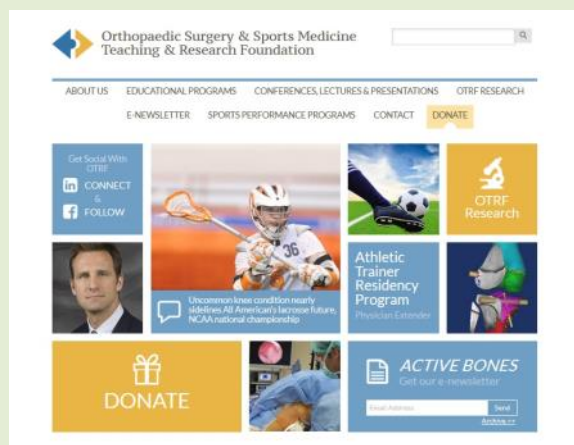 Orthopaedic Surgery & Sports Medicine
Teaching & Research Foundation
ABOUT US EDUCATIONAL PROGRAMS CONFERENCES, LECTURES & PRESENTATIONS OTRF RESEARCH
E-NEWSLETTER SPORTS PERFORMANCE PROGRAMS CONTACT DONATE
Get Social With
OTRF
in CONNECT
&
f FOLLOW
36
Uncommon knee condition nearly
sidelines All American's lacrosse future,
NCAA national championship
OTRF
Research
Athletic
Trainer
Residency
Program
Physician Extender
DONATE
ACTIVE BONES
Get our e-newsletter
Email Address
Send
Archive >>